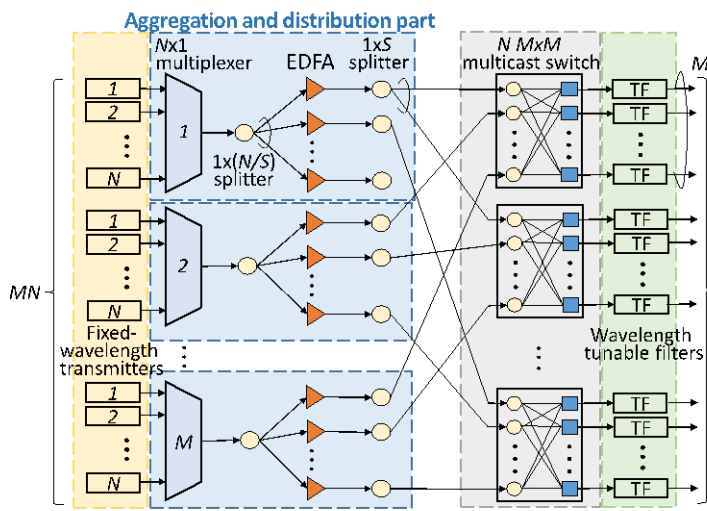 Aggregation and distribution part
Nx1
multiplexer
EDFA
1xS
splitter
N MxM
multicast switch
M
1
2
N
1
1x(N/S)
splitter
TF
TF
TF
1
2
N
2
TF
TF
TF
MN
Fixed-
wavelength
transmitters
Wavelength
tunable filters
1
2
N
M
TF
TF
TF